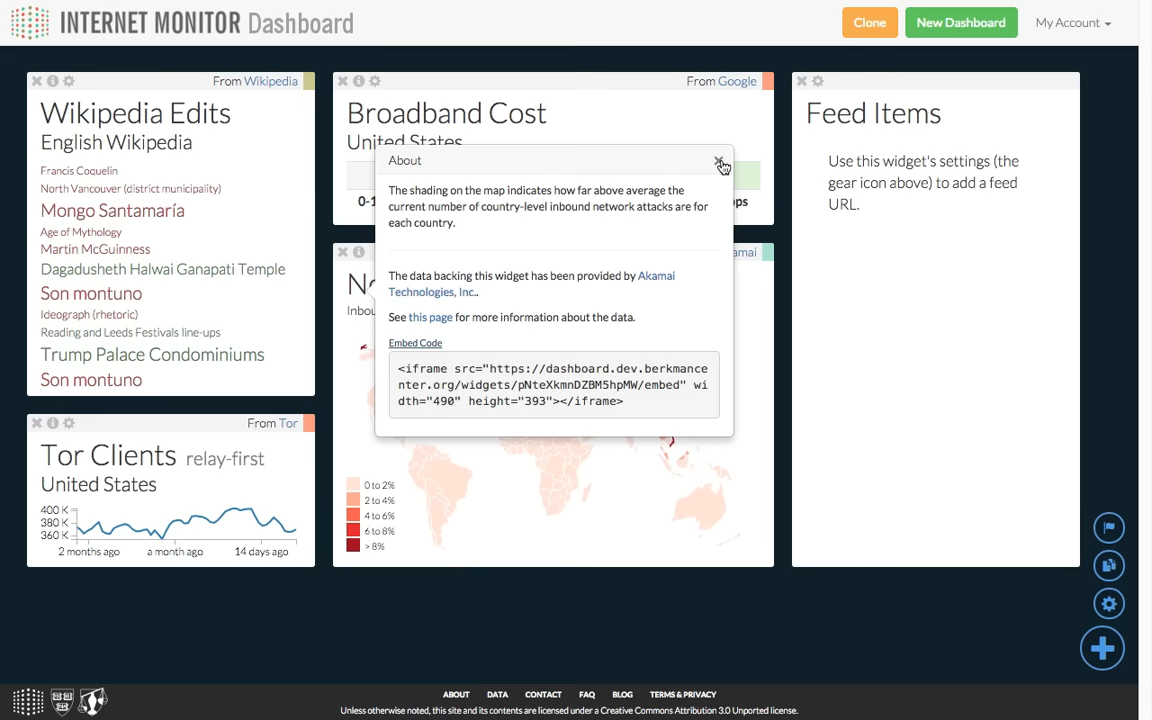 INTERNET MONITOR Dashboard
Clone
New Dashboard
My Account
From Wikipedia
Wikipedia Edits
English Wikipedia
Francis Coquelin
North Vancouver (district municipality)
Mongo Santamaría
Age of Mythology
Martin McGuinness
Dagadusheth Halwai Ganapati Temple
Son montuno
Ideograph (rhetoric)
Reading and Leeds Festivals line-ups
Trump Palace Condominiums
Son montuno
From Tor
Tor Clients relay-first
United States
400 K
380 K
360 K
2 months ago
a month ago
14 days ago
From Google
Broadband Cost
United States
About
The shading on the map indicates how far above average the
current number of country-level inbound network attacks are for
each country.
The data backing this widget has been provided by Akamai
Technologies, Inc..
See this page for more information about the data.
Embed Code
<iframe src="https://dashboard.dev.berkmance
nter.org/widgets/pNteXkmnDZBM5hpMW/embed" wi
dth="490" height="393"></iframe>
0 to 2%
2 to 4%
4 to 6%
6 to 8%
> 8%
Feed Items
Use this widget's settings (the
gear icon above) to add a feed
URL.
ABOUT
DATA
CONTACT
FAQ
BLOG
TERMS & PRIVACY
Unless otherwise noted, this site and its contents are licensed under a Creative Commons Attribution 3.0 Unported license.